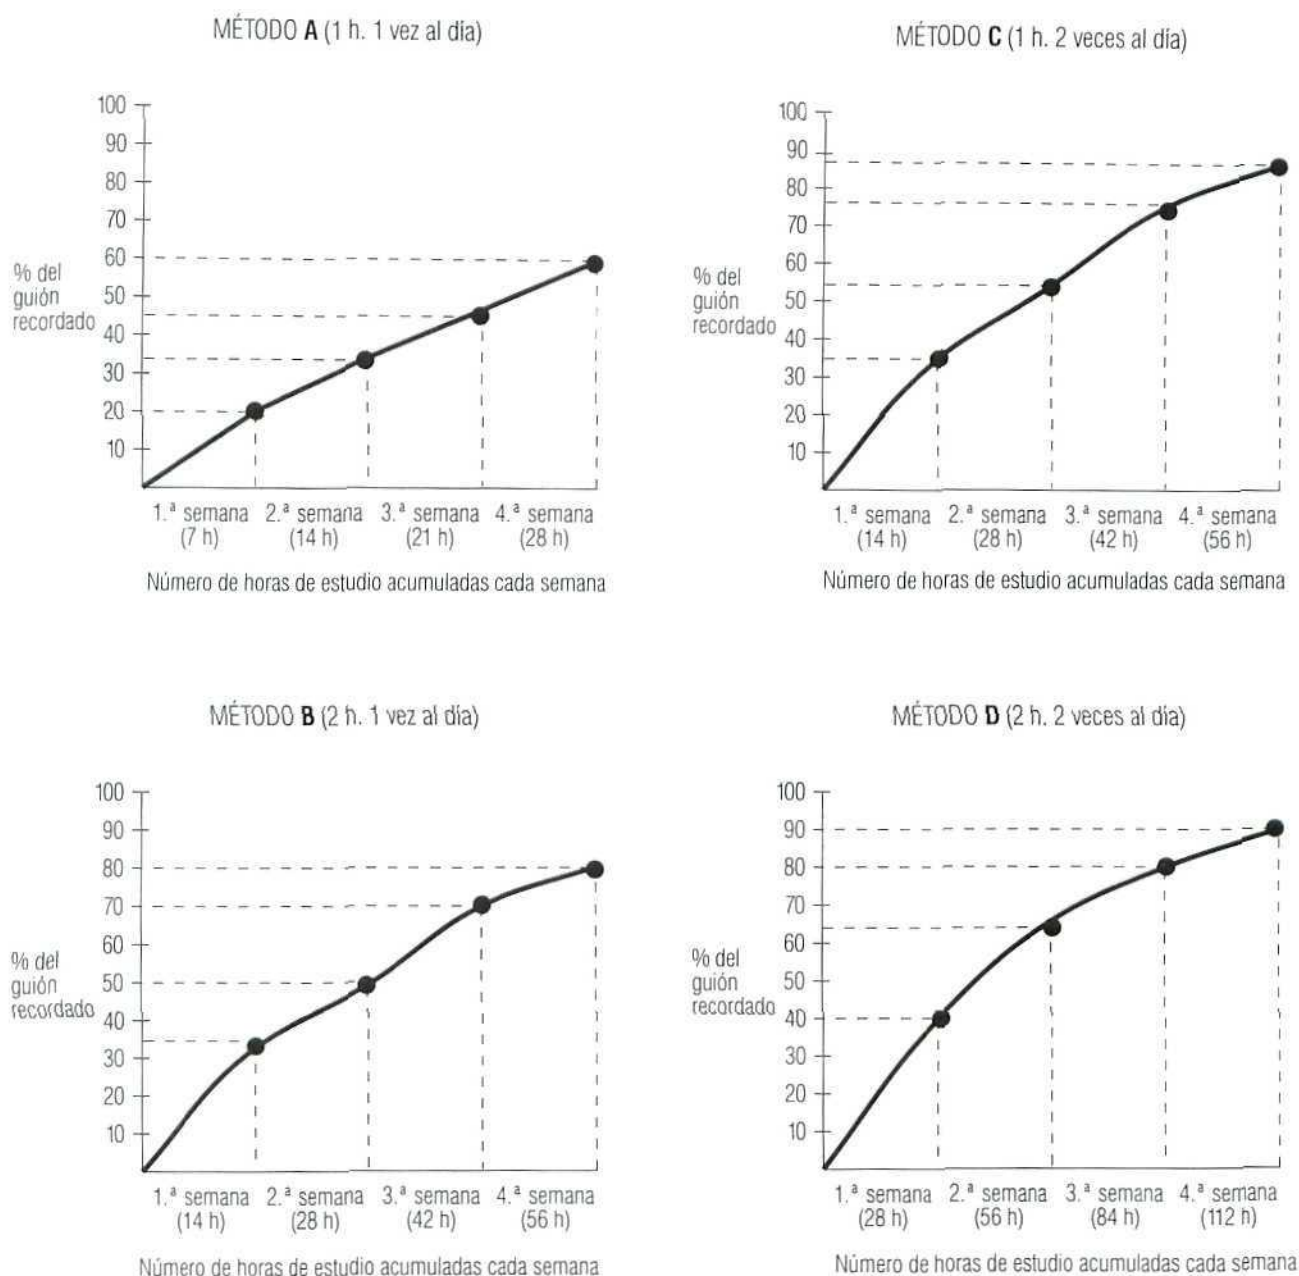 MÉTODO A (1 h. 1 vez al día)
100
90
80
70
60
50
40
30
20
10
% del
guión
recordado
1.ª semana 2.ª semana 3.ª semana 4.ª semana
(7 h) (14 h) (21 h) (28 h)
Número de horas de estudio acumuladas cada semana
MÉTODO C (1 h. 2 veces al día)
100
90
80
70
60
50
40
30
20
10
% del
guión
recordado
1.ª semana 2.ª semana 3.ª semana 4.ª semana
(14 h) (28 h) (42 h) (56 h)
Número de horas de estudio acumuladas cada semana
MÉTODO B (2 h. 1 vez al día)
100
90
80
70
60
50
40
30
20
10
% del
guión
recordado
1.ª semana 2.ª semana 3.ª semana 4.ª semana
(14 h) (28 h) (42 h) (56 h)
Número de horas de estudio acumuladas cada semana
MÉTODO D (2 h. 2 veces al día)
100
90
80
70
60
50
40
30
20
10
% del
guión
recordado
1.ª semana 2.ª semana 3.ª semana 4.ª semana
(28 h) (56 h) (84 h) (112 h)
Número de horas de estudio acumuladas cada semana